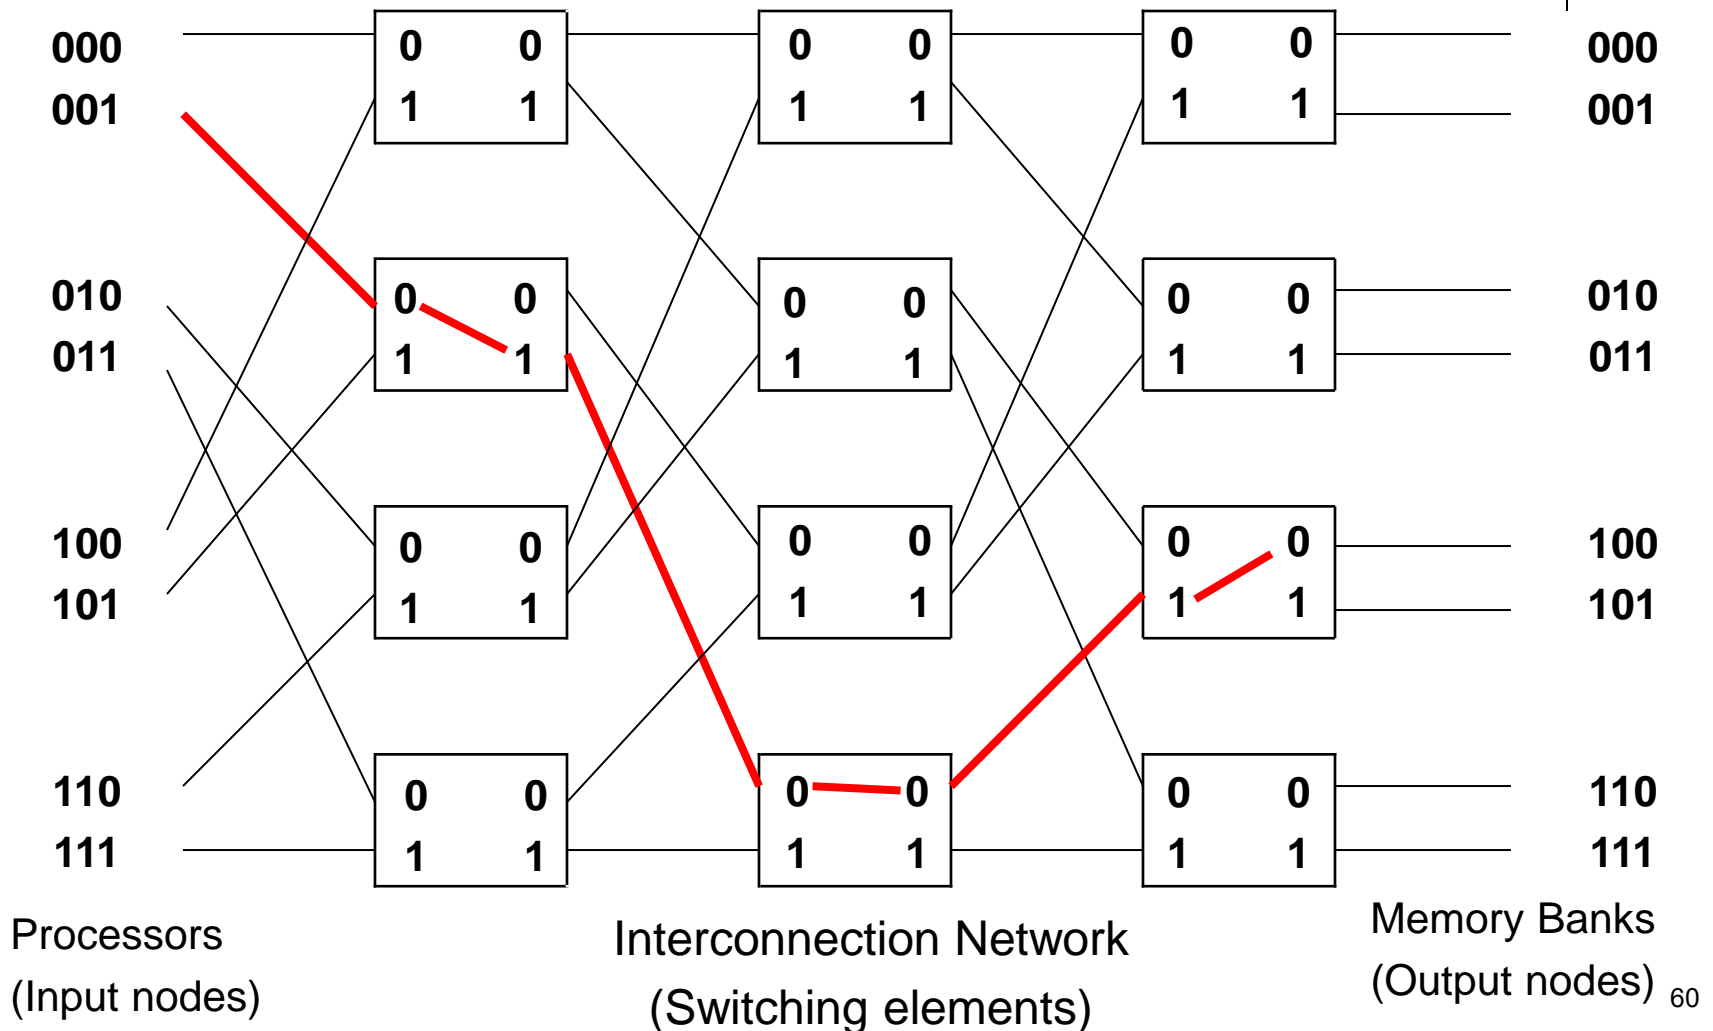 000 0 0 0 0 0 0 000
001 1 1 1 1 1 1 001
010 0 0 0 0 0 0 010
011 1 1 1 1 1 1 011
100 0 0 0 0 0 0 100
101 1 1 1 1 1 1 101
110 0 0 0 0 0 0 110
111 1 1 1 1 1 1 111
Processors
(Input nodes)
Interconnection Network
(Switching elements)
Memory Banks
(Output nodes)
60